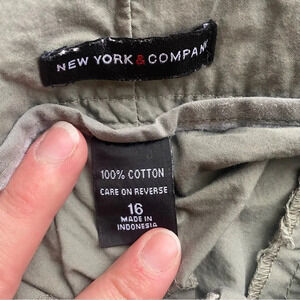 NEW YORK & COMPANY
100% COTTON
CARE ON REVERSE
16
MADE IN
INDONESIA